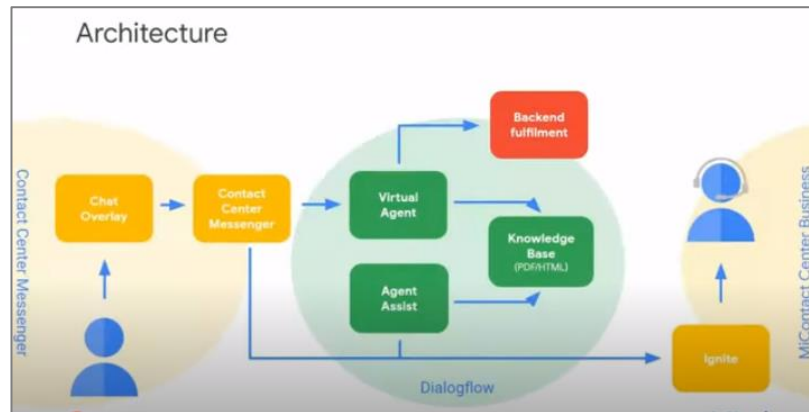 Architecture
Backend
fulfilment
Contact Center Messenger
Chat
Overlay
Contact
Center
Messenger
Virtual
Agent
Knowledge
Base
(PDF/HTML)
Agent
Assist
Ignite
MiContact Center Business
Dialogflow